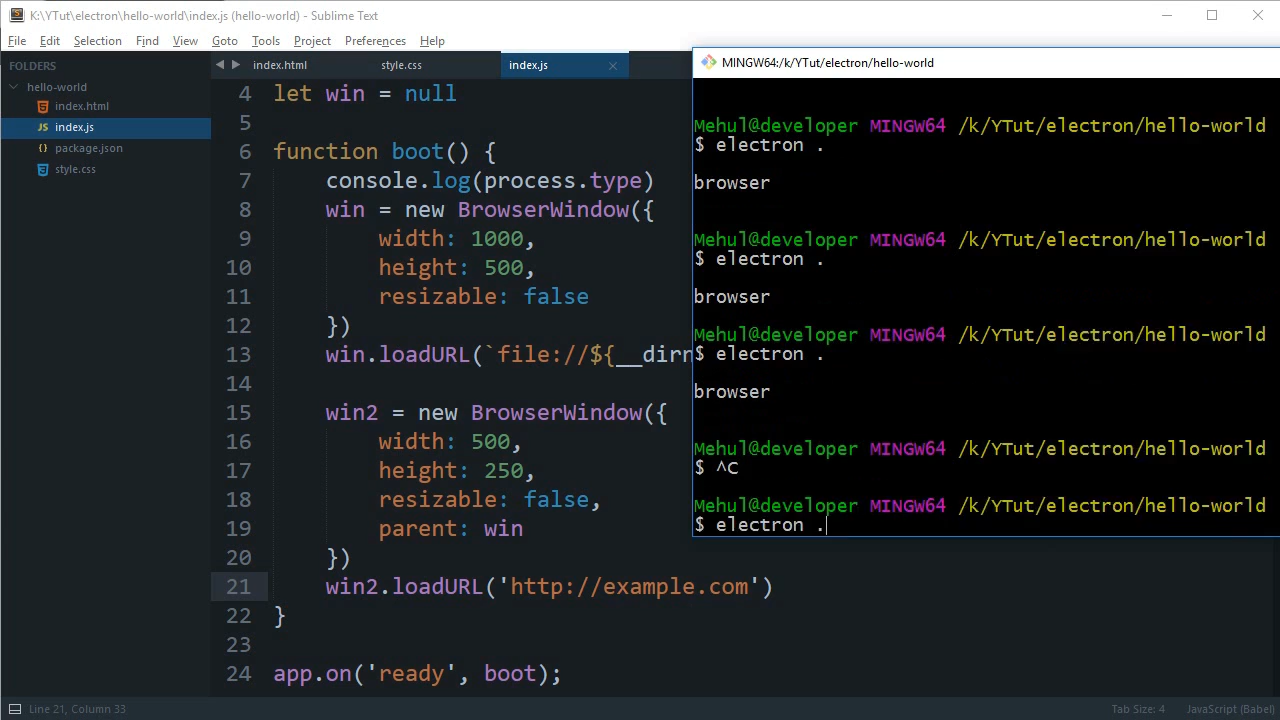 K:\YTut\electron\hello-world\index.js (hello-world) - Sublime Text
File Edit Selection Find View Goto Tools Project Preferences Help
FOLDERS
hello-world
index.html
JS index.js
{} package.json
style.css
index.html style.css index.js
4 let win = null
5
6 function boot() {
7 console.log(process.type)
8 win = new BrowserWindow({
9 width: 1000,
10 height: 500,
11 resizable: false
12 })
13 win.loadURL(`file://${__dirn
14
15 win2 = new BrowserWindow({
16 width: 500,
17 height: 250,
18 resizable: false,
19 parent: win
20 })
21 win2.loadURL('http://example.com')
22 }
23
24 app.on('ready', boot);
MINGW64:/k/YTut/electron/hello-world
Mehul@developer MINGW64 /k/YTut/electron/hello-world
$ electron .
browser
Mehul@developer MINGW64 /k/YTut/electron/hello-world
$ electron .
browser
Mehul@developer MINGW64 /k/YTut/electron/hello-world
$ electron .
browser
Mehul@developer MINGW64 /k/YTut/electron/hello-world
$ ^C
Mehul@developer MINGW64 /k/YTut/electron/hello-world
$ electron .
Line 21, Column 33 Tab Size: 4 JavaScript (Babel)